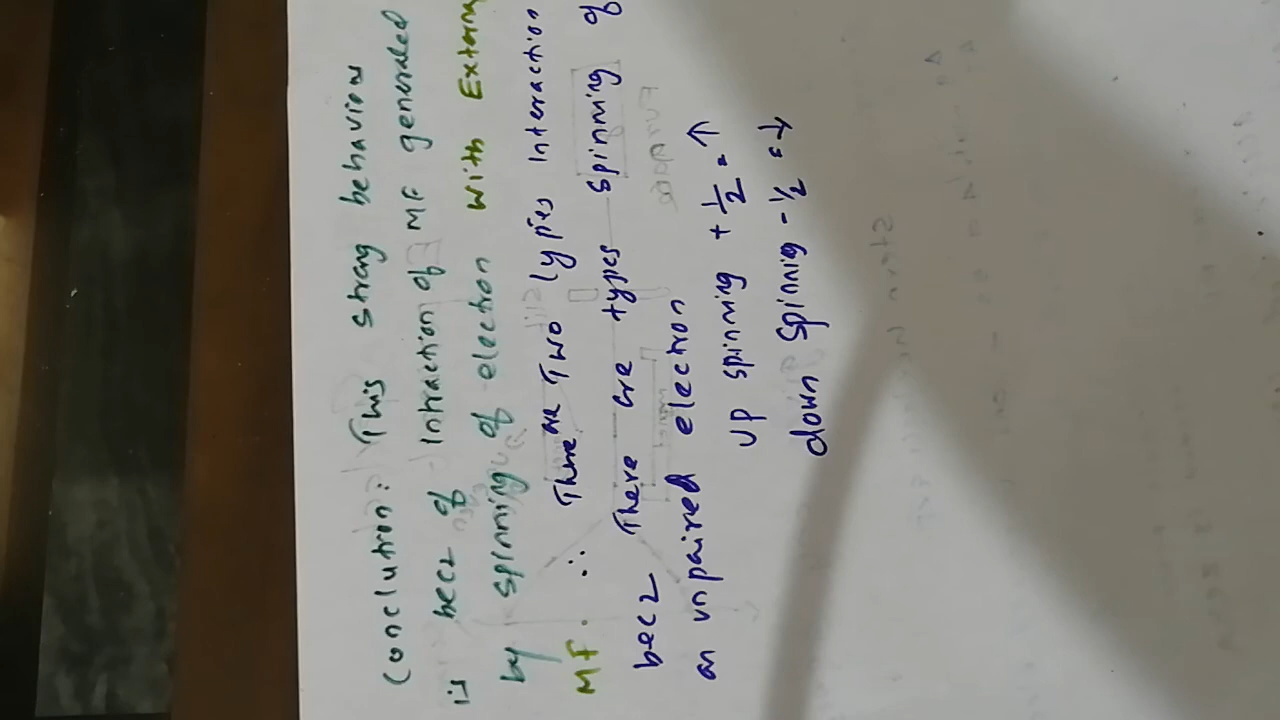 Conclution: This strong behaviour
is becz of intraction of MF generated
by spinning of electron with Extern
MF. ∴ There are Two types Interaction
becz There are types spinning of
an unpaired electron
UP spinning + 1/2 = ↑
down spinnig - 1/2 = ↓